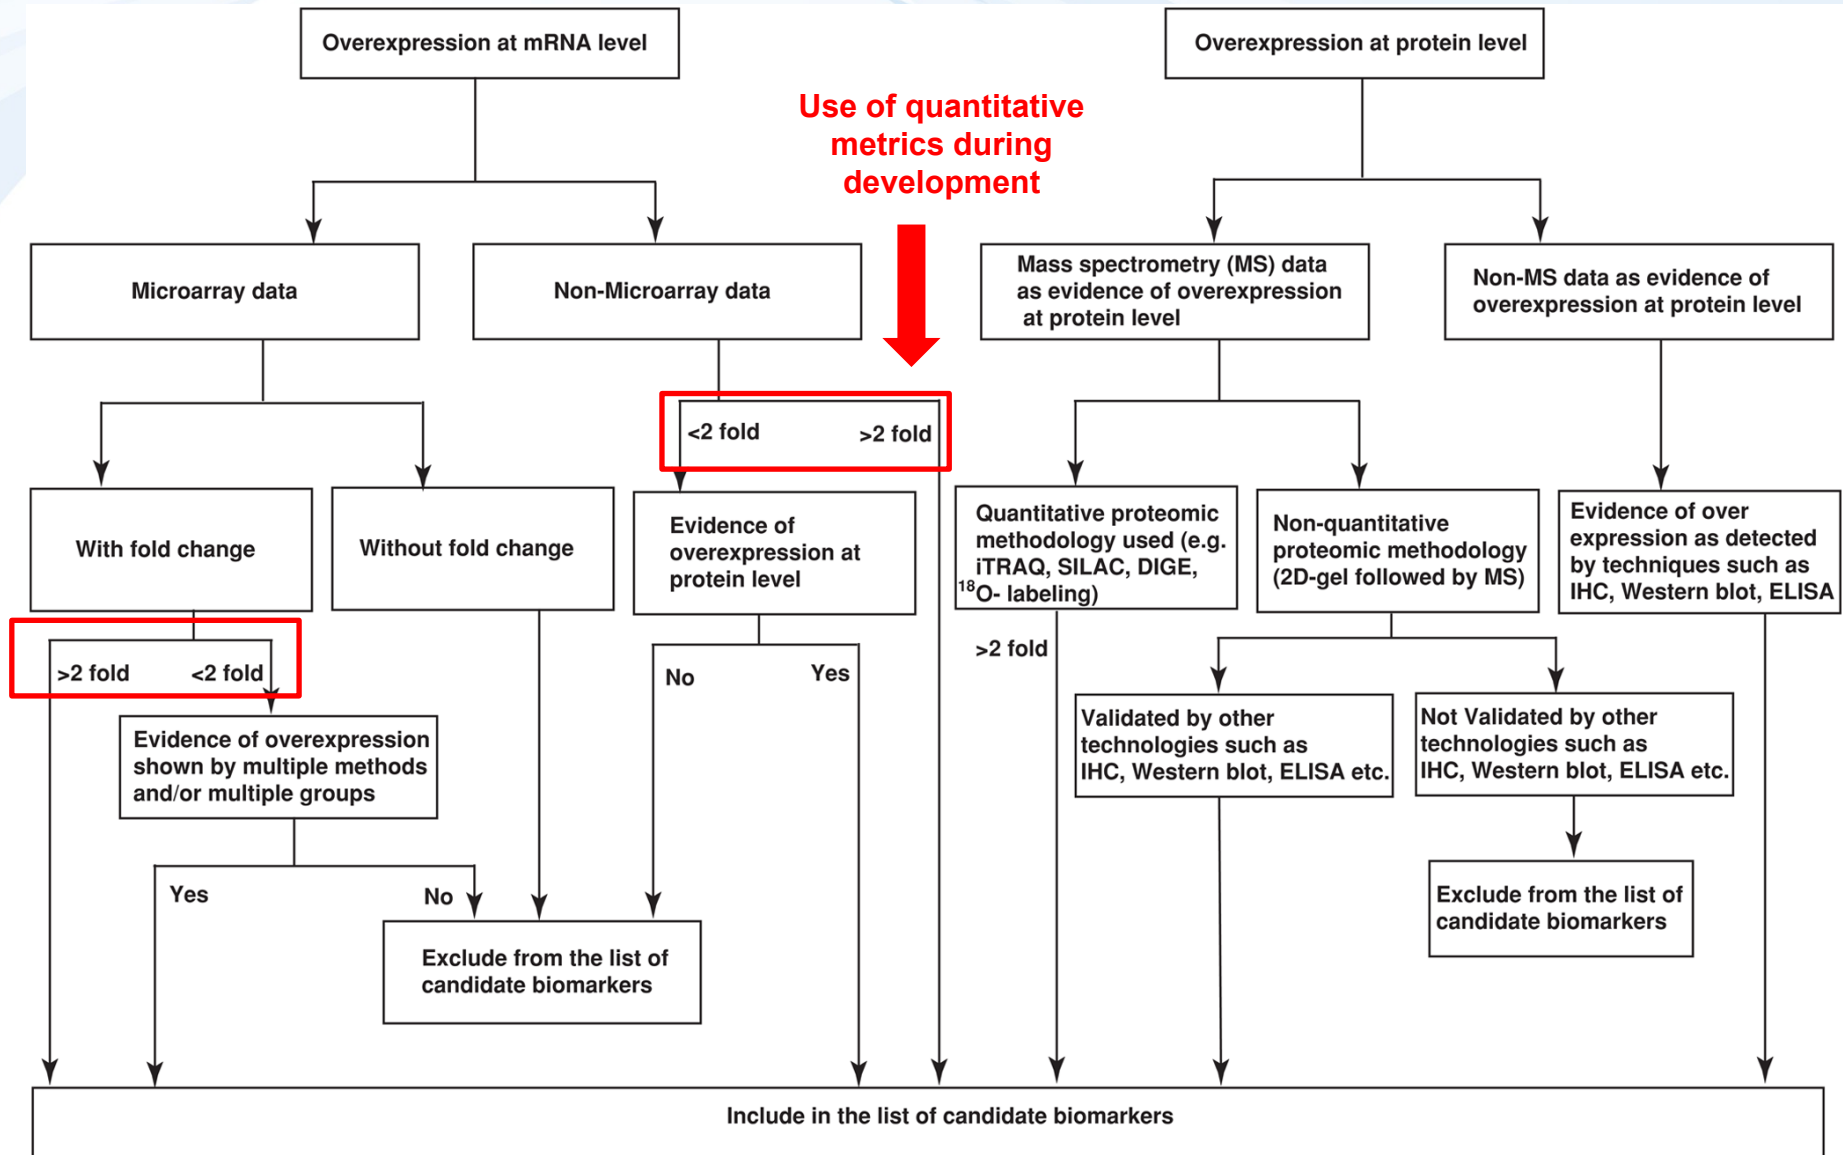 Overexpression at mRNA level
Overexpression at protein level
Use of quantitative
metrics during
development
Microarray data
Non-Microarray data
Mass spectrometry (MS) data
as evidence of overexpression
at protein level
Non-MS data as evidence of
overexpression at protein level
<2 fold
>2 fold
With fold change
Without fold change
Evidence of
overexpression at
protein level
Quantitative proteomic
methodology used (e.g.
iTRAQ, SILAC, DIGE,
18O- labeling)
Non-quantitative
proteomic methodology
(2D-gel followed by MS)
Evidence of over
expression as detected
by techniques such as
IHC, Western blot, ELISA
>2 fold
<2 fold
No
Yes
>2 fold
Evidence of overexpression
shown by multiple methods
and/or multiple groups
Validated by other
technologies such as
IHC, Western blot, ELISA etc.
Not Validated by other
technologies such as
IHC, Western blot, ELISA etc.
Yes
No
Exclude from the list of
candidate biomarkers
Exclude from the list of
candidate biomarkers
Include in the list of candidate biomarkers